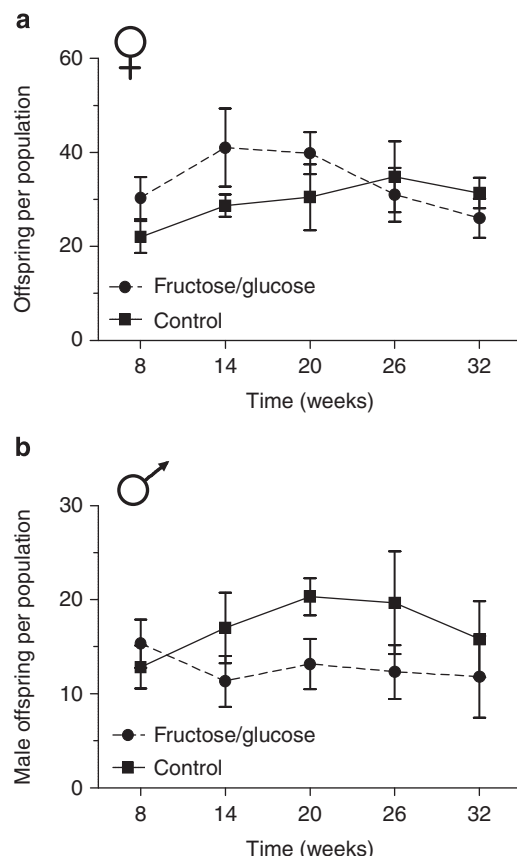 a
60
40
20
0
Offspring per population
Fructose/glucose
Control
8 14 20 26 32
Time (weeks)
b
30
20
10
0
Male offspring per population
Fructose/glucose
Control
8 14 20 26 32
Time (weeks)